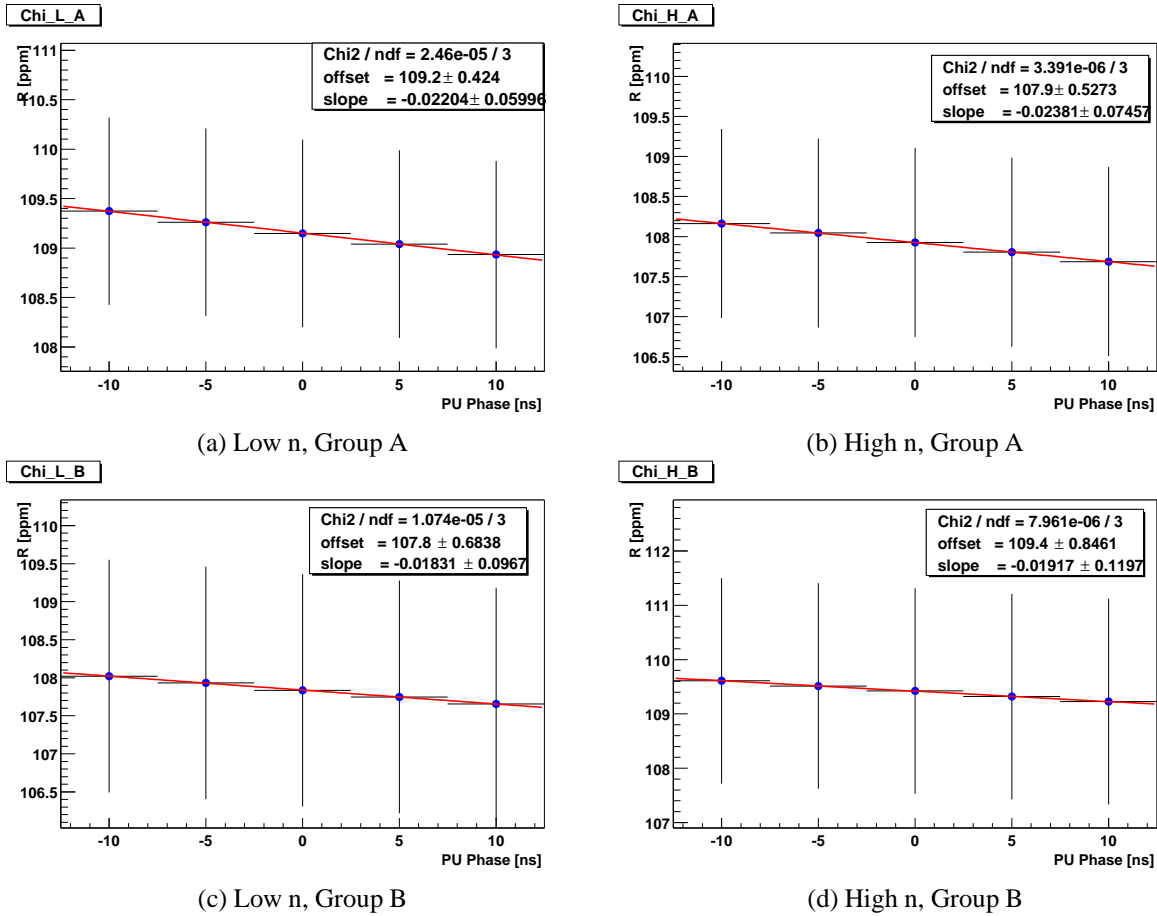 Chi_L_A
R [ppm]
111
110.5
110
109.5
109
108.5
108
Chi2 / ndf = 2.46e-05 / 3
offset = 109.2± 0.424
slope = -0.02204± 0.05996
-10 -5 0 5 10
PU Phase [ns]
(a) Low n, Group A
Chi_H_A
R [ppm]
110
109.5
109
108.5
108
107.5
107
106.5
Chi2 / ndf = 3.391e-06 / 3
offset = 107.9± 0.5273
slope = -0.02381± 0.07457
-10 -5 0 5 10
PU Phase [ns]
(b) High n, Group A
Chi_L_B
R [ppm]
110
109.5
109
108.5
108
107.5
107
106.5
Chi2 / ndf = 1.074e-05 / 3
offset = 107.8 ± 0.6838
slope = -0.01831 ± 0.0967
-10 -5 0 5 10
PU Phase [ns]
(c) Low n, Group B
Chi_H_B
R [ppm]
112
111
110
109
108
107
Chi2 / ndf = 7.961e-06 / 3
offset = 109.4 ± 0.8461
slope = -0.01917 ± 0.1197
-10 -5 0 5 10
PU Phase [ns]
(d) High n, Group B